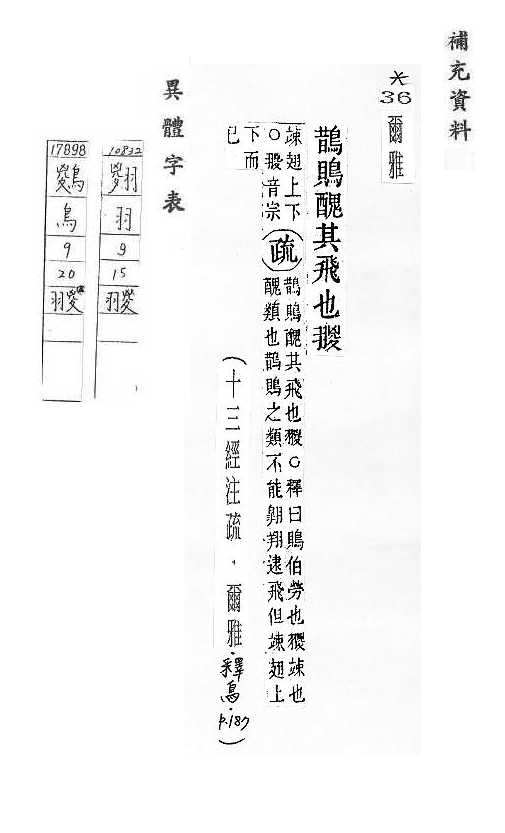 補充資料
＊
36
爾雅
鵲鵙醜其飛也翪
竦翅上下
○翪音宗
下而
已
疏
鵲鵙醜其飛也翪○釋曰鵙伯勞也翪竦也
醜類也鵲鵙之類不能翱翔遠飛但竦翅上
(十三經注疏．爾雅．釋鳥．p.187)
異體字表
10832
羽
9
15
17898
鳥
9
20